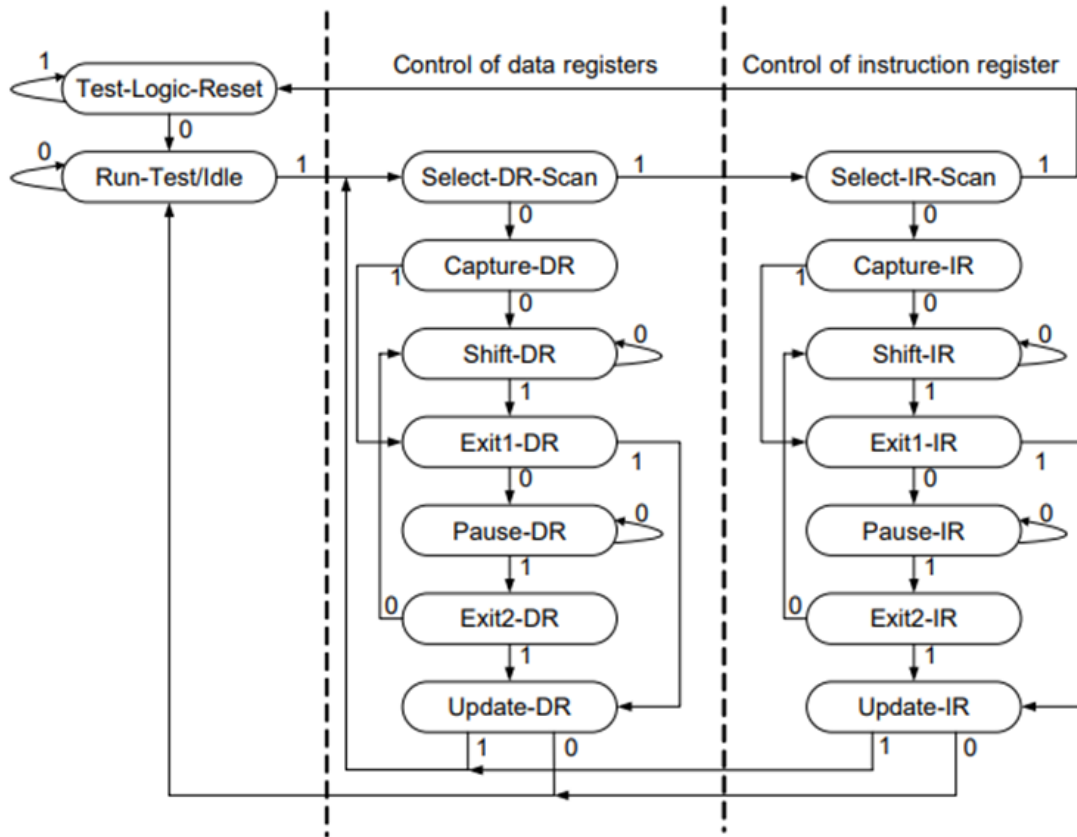 Control of data registers
Control of instruction register
1
Test-Logic-Reset
0
0
Run-Test/Idle
1
Select-DR-Scan
1
Select-IR-Scan
1
0
0
Capture-DR
Capture-IR
1
1
0
0
Shift-DR
0
Shift-IR
0
1
1
Exit1-DR
1
Exit1-IR
1
0
0
Pause-DR
0
Pause-IR
0
1
1
0
Exit2-DR
0
Exit2-IR
1
1
Update-DR
Update-IR
1
0
1
0